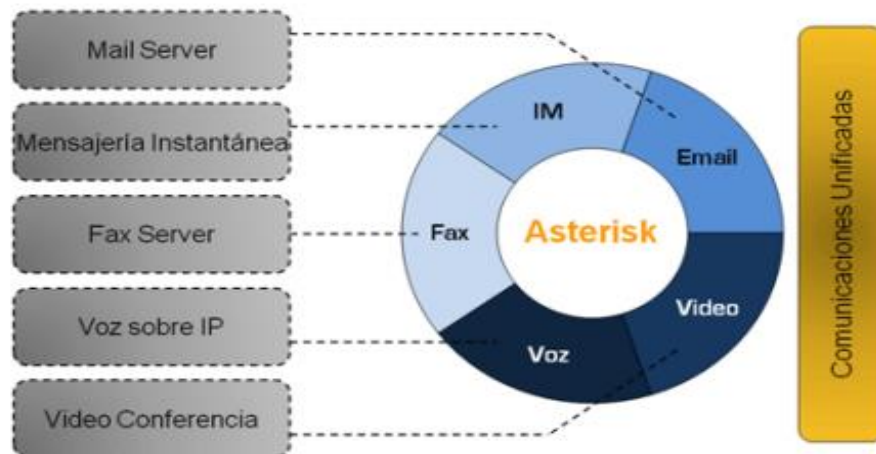 Mail Server
Mensajería Instantánea
Fax Server
Voz sobre IP
Video Conferencia
IM
Email
Fax
Asterisk
Video
Voz
Comunicaciones Unificadas